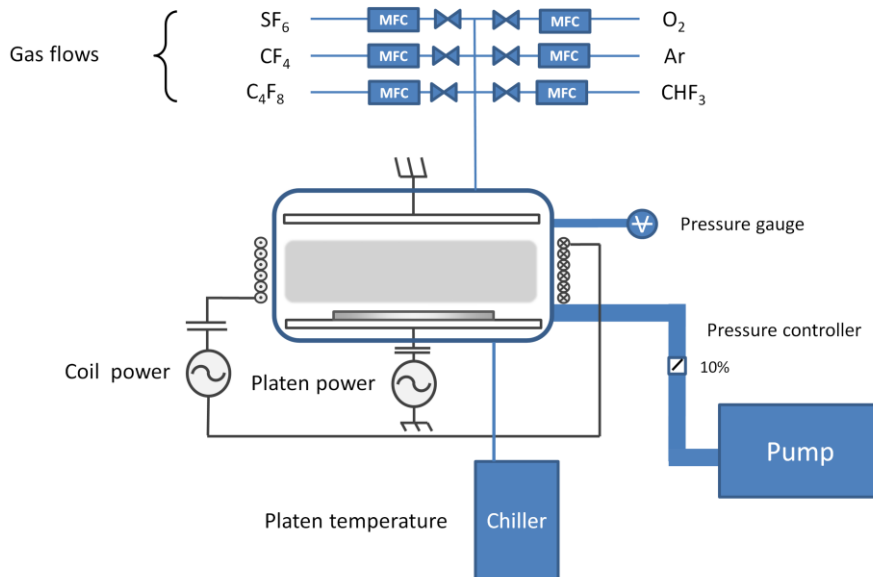 SF₆ MFC MFC O₂
Gas flows CF₄ MFC MFC Ar
C₄F₈ MFC MFC CHF₃
Pressure gauge
Pressure controller
10%
Coil power
Platen power
Pump
Platen temperature Chiller